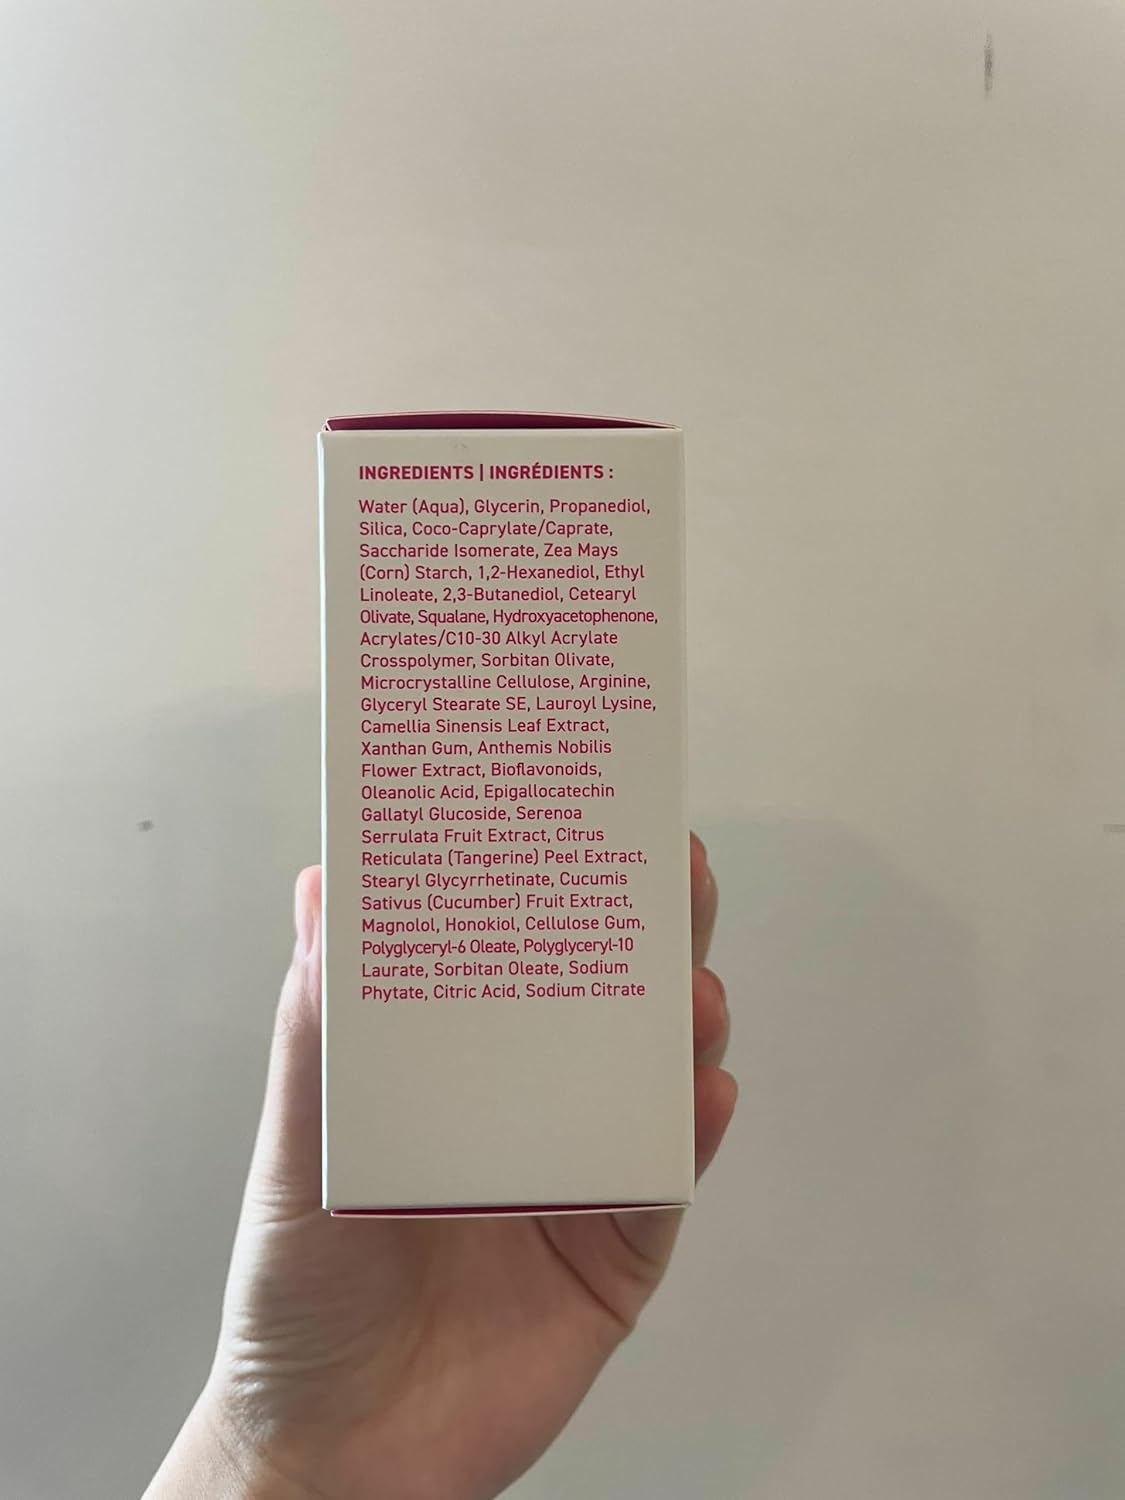 INGREDIENTS | INGRÉDIENTS :
Water (Aqua), Glycerin, Propanediol,
Silica, Coco-Caprylate/Caprate,
Saccharide Isomerate, Zea Mays
(Corn) Starch, 1,2-Hexanediol, Ethyl
Linoleate, 2,3-Butanediol, Cetearyl
Olivate, Squalane, Hydroxyacetophenone,
Acrylates/C10-30 Alkyl Acrylate
Crosspolymer, Sorbitan Olivate,
Microcrystalline Cellulose, Arginine,
Glyceryl Stearate SE, Lauroyl Lysine,
Camellia Sinensis Leaf Extract,
Xanthan Gum, Anthemis Nobilis
Flower Extract, Bioflavonoids,
Oleanolic Acid, Epigallocatechin
Gallatyl Glucoside, Serenoa
Serrulata Fruit Extract, Citrus
Reticulata (Tangerine) Peel Extract,
Stearyl Glycyrrhetinate, Cucumis
Sativus (Cucumber) Fruit Extract,
Magnolol, Honokiol, Cellulose Gum,
Polyglyceryl-6 Oleate, Polyglyceryl-10
Laurate, Sorbitan Oleate, Sodium
Phytate, Citric Acid, Sodium Citrate